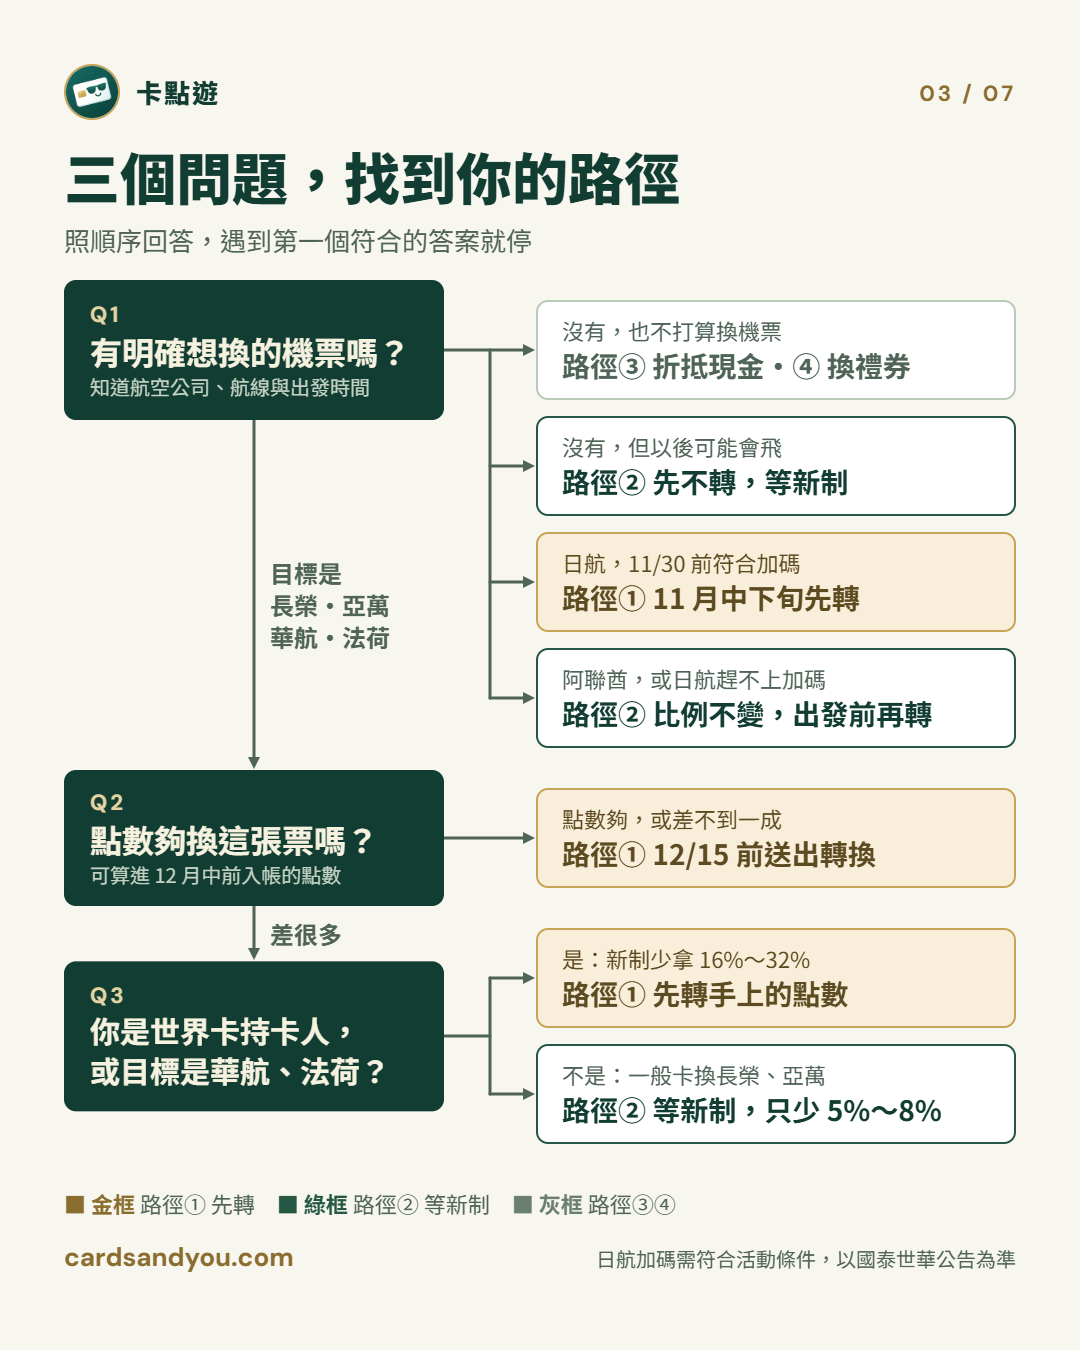 卡點遊
03 / 07
三個問題，找到你的路徑
照順序回答，遇到第一個符合的答案就停
Q1
有明確想換的機票嗎？
知道航空公司、航線與出發時間
沒有，也不打算換機票
路徑③ 折抵現金・④ 換禮券
沒有，但以後可能會飛
路徑② 先不轉，等新制
日航，11/30 前符合加碼
路徑① 11 月中下旬先轉
阿聯酋，或日航趕不上加碼
路徑② 比例不變，出發前再轉
目標是
長榮・亞萬
華航・法荷
Q2
點數夠換這張票嗎？
可算進 12 月中前入帳的點數
點數夠，或差不到一成
路徑① 12/15 前送出轉換
差很多
Q3
你是世界卡持卡人，
或目標是華航、法荷？
是：新制少拿 16%～32%
路徑① 先轉手上的點數
不是：一般卡換長榮、亞萬
路徑② 等新制，只少 5%～8%
金框 路徑① 先轉 綠框 路徑② 等新制 灰框 路徑③④
cardsandyou.com
日航加碼需符合活動條件，以國泰世華公告為準